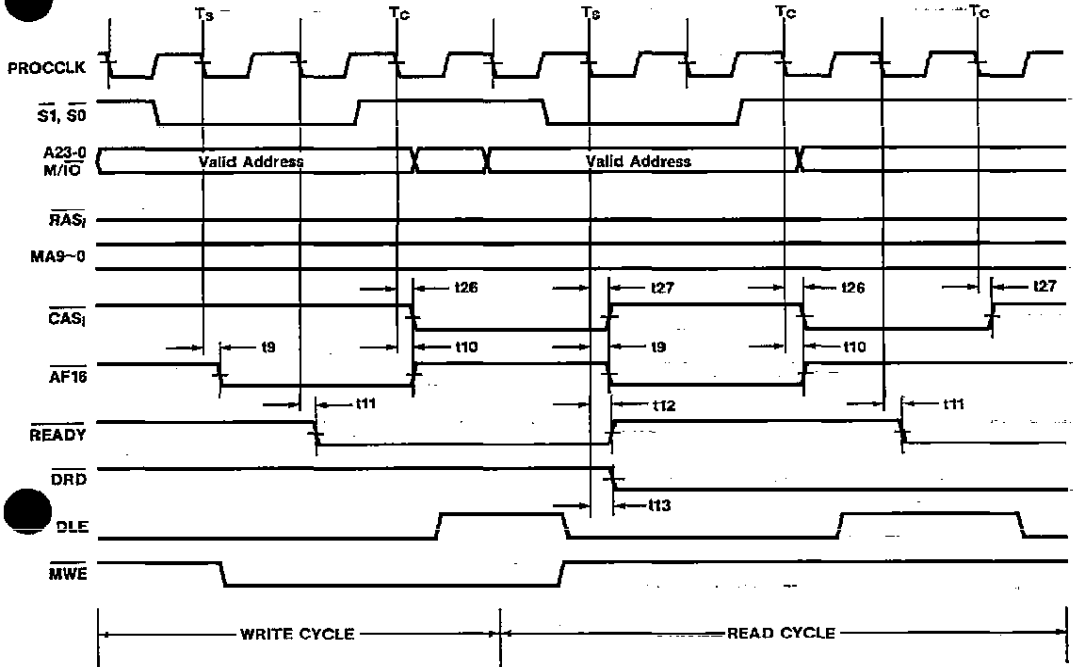 Ts Tc Ts Tc Tc
PROCCLK
S1, S0
A23-0
M/IO
Valid Address Valid Address
RASi
MA9~0
t26 t27 t26 t27
CASi
t9 t10 t9 t10
AF16
t11 t12 t11
READY
DRD
t13
DLE
MWE
WRITE CYCLE READ CYCLE